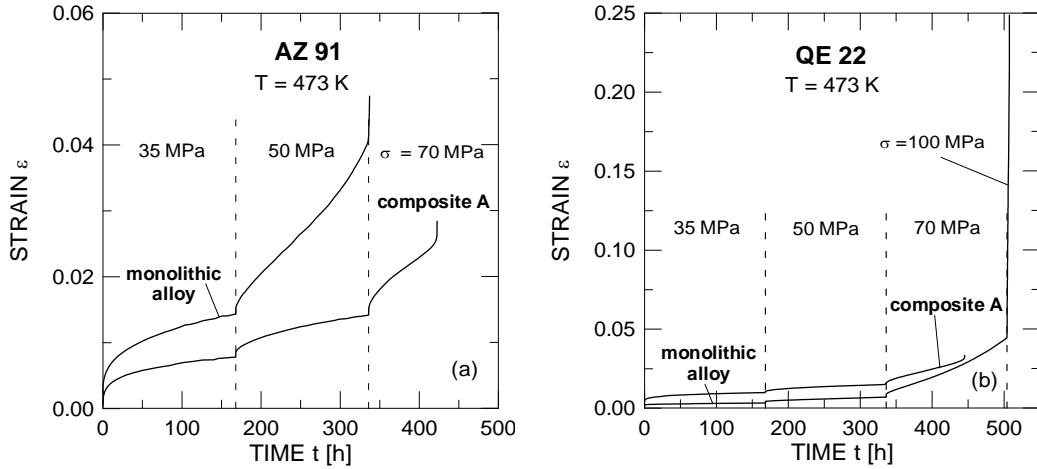 AZ 91
T = 473 K
35 MPa
50 MPa
σ = 70 MPa
composite A
monolithic
alloy
(a)
STRAIN ε
0.06
0.04
0.02
0.00
0
100
200
300
400
500
TIME t [h]
QE 22
T = 473 K
σ =100 MPa
35 MPa
50 MPa
70 MPa
composite A
monolithic
alloy
(b)
STRAIN ε
0.25
0.20
0.15
0.10
0.05
0.00
0
100
200
300
400
500
TIME t [h]